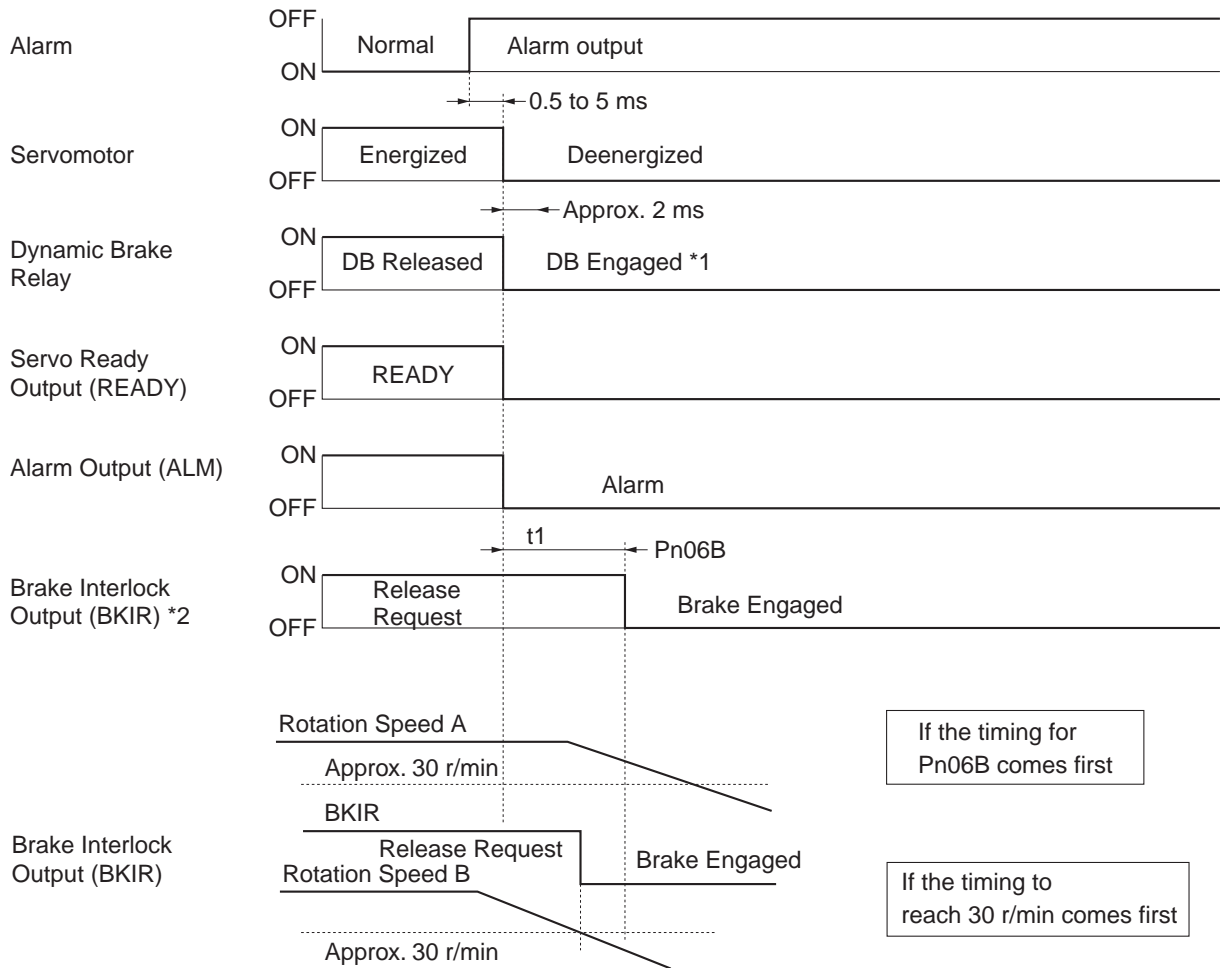 OFF
Alarm
Normal
Alarm output
ON
0.5 to 5 ms
ON
Servomotor
Energized
Deenergized
OFF
Approx. 2 ms
Dynamic Brake
Relay
ON
DB Released
DB Engaged *1
OFF
Servo Ready
Output (READY)
ON
READY
OFF
Alarm Output (ALM)
ON
Alarm
OFF
t1
Pn06B
Brake Interlock
Output (BKIR) *2
ON
Release
Request
Brake Engaged
OFF
Rotation Speed A
Approx. 30 r/min
If the timing for
Pn06B comes first
BKIR
Brake Interlock
Output (BKIR)
Release Request
Brake Engaged
Rotation Speed B
Approx. 30 r/min
If the timing to
reach 30 r/min comes first